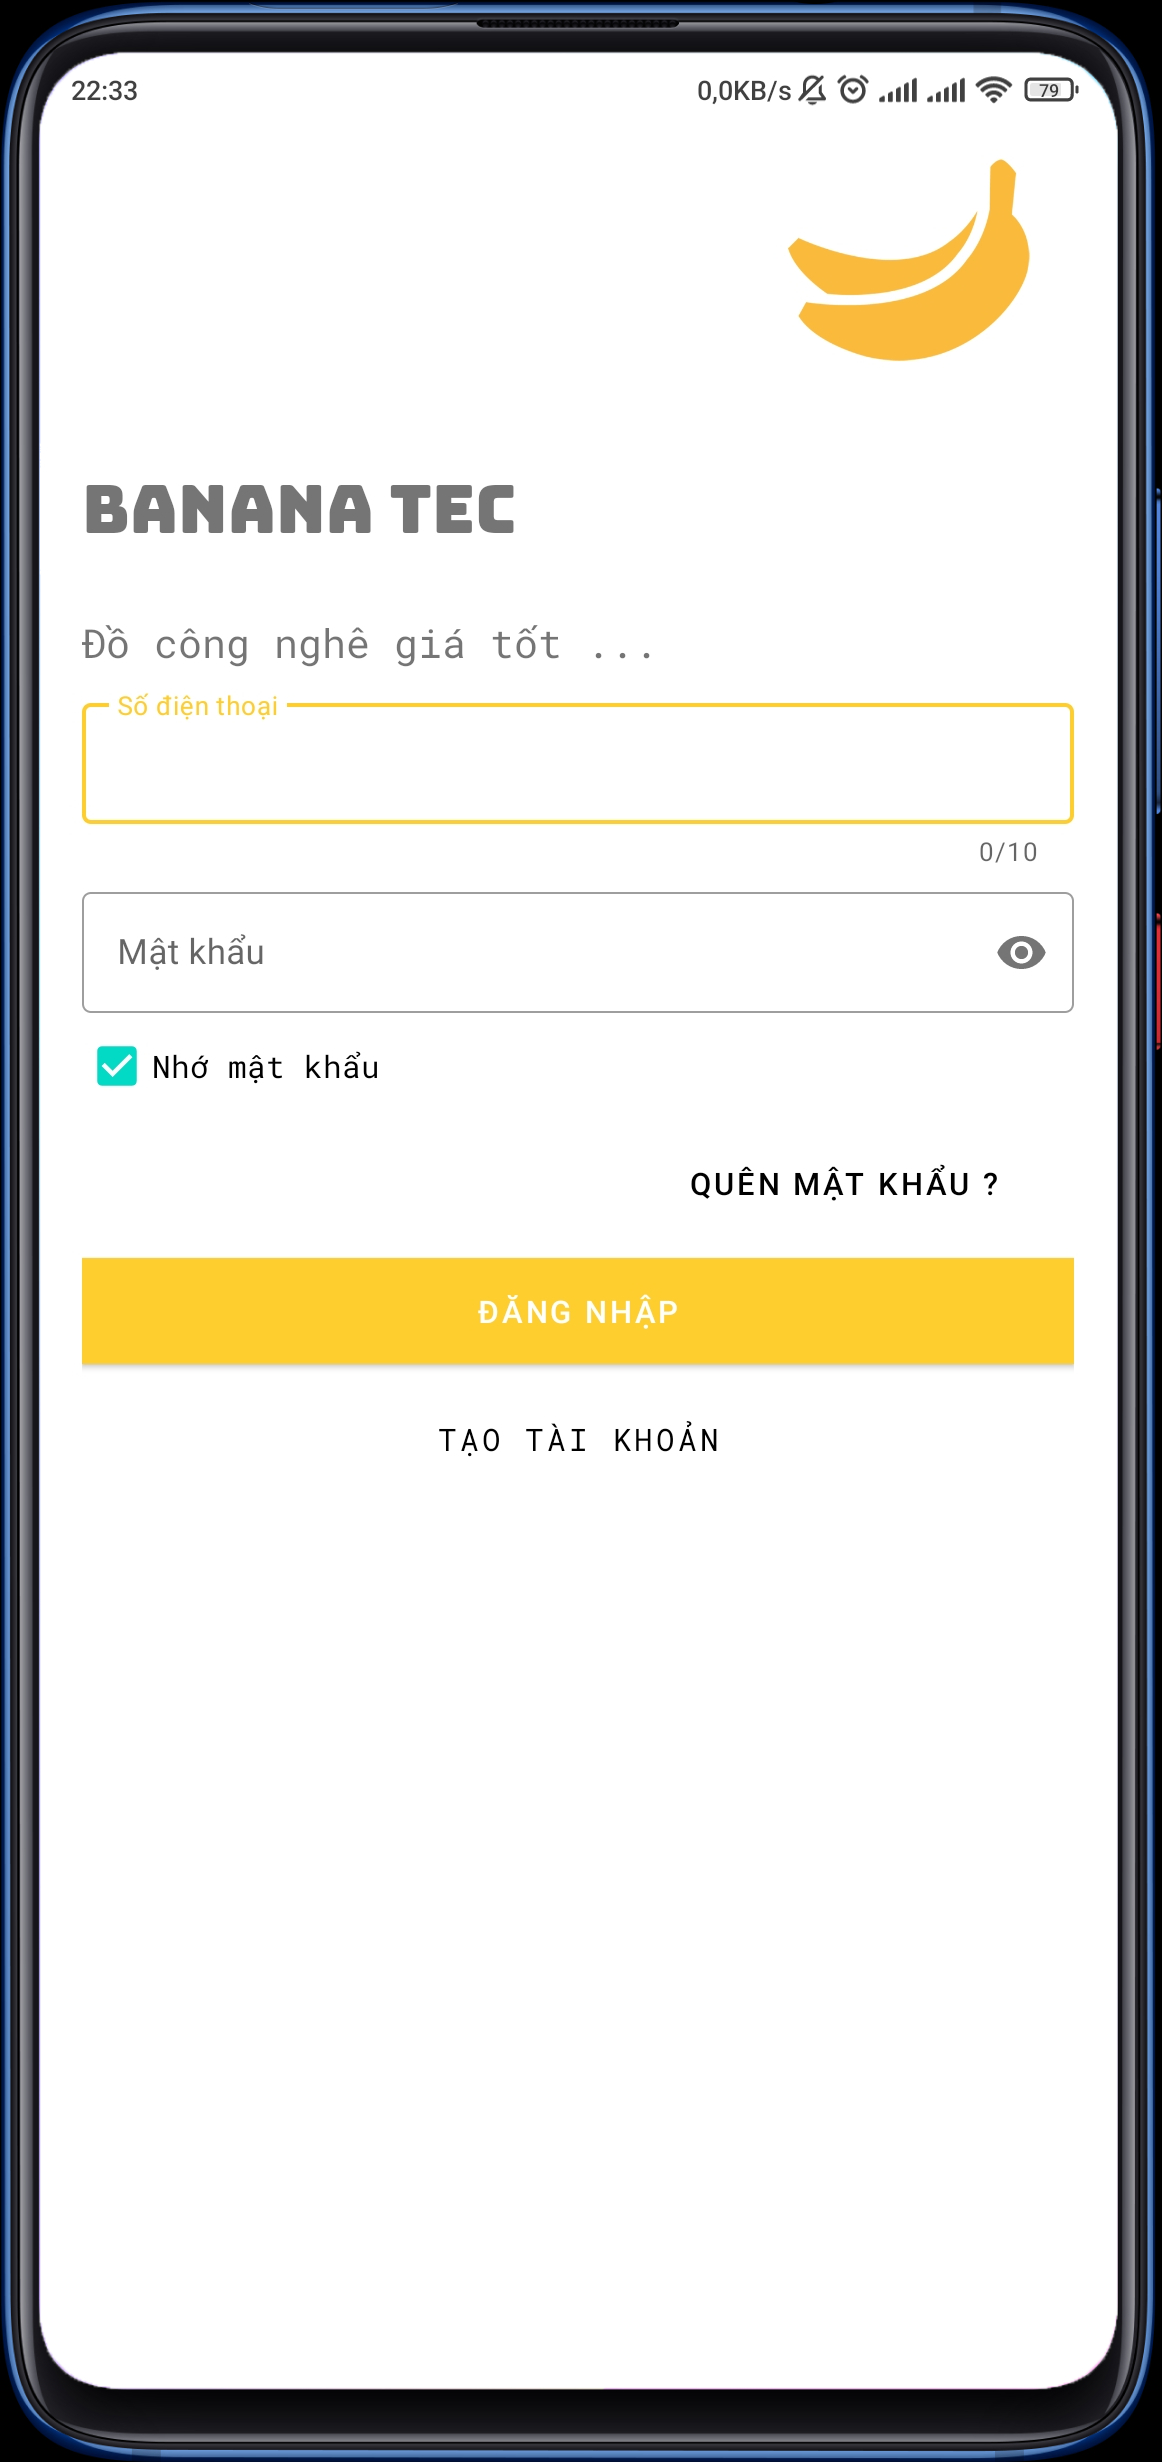 22:33 0,0KB/s 79
BANANA TEC
Đồ công nghê giá tốt ...
Số điện thoại
0/10
Mật khẩu
Nhớ mật khẩu
QUÊN MẬT KHẨU ?
ĐĂNG NHẬP
TẠO TÀI KHOẢN